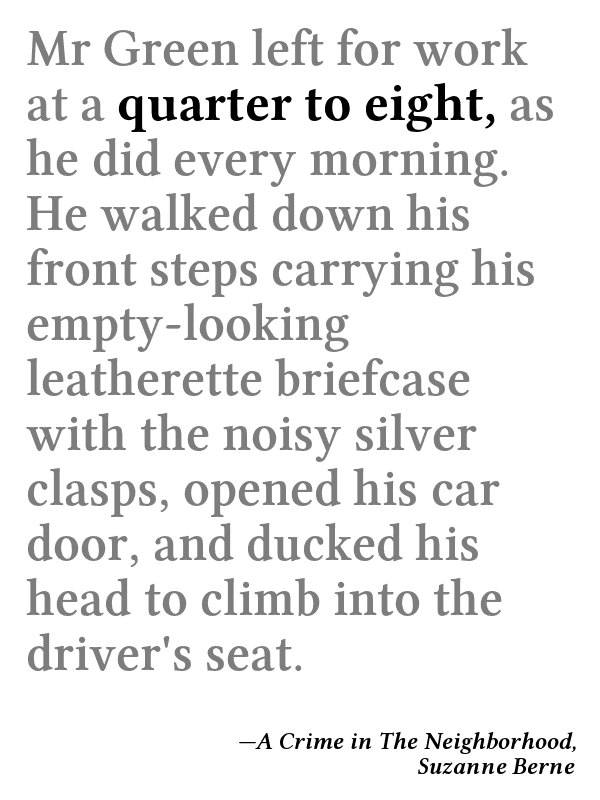 Mr Green left for work
at a quarter to eight, as
he did every morning.
He walked down his
front steps carrying his
empty-looking
leatherette briefcase
with the noisy silver
clasps, opened his car
door, and ducked his
head to climb into the
driver's seat.
—A Crime in The Neighborhood,
Suzanne Berne